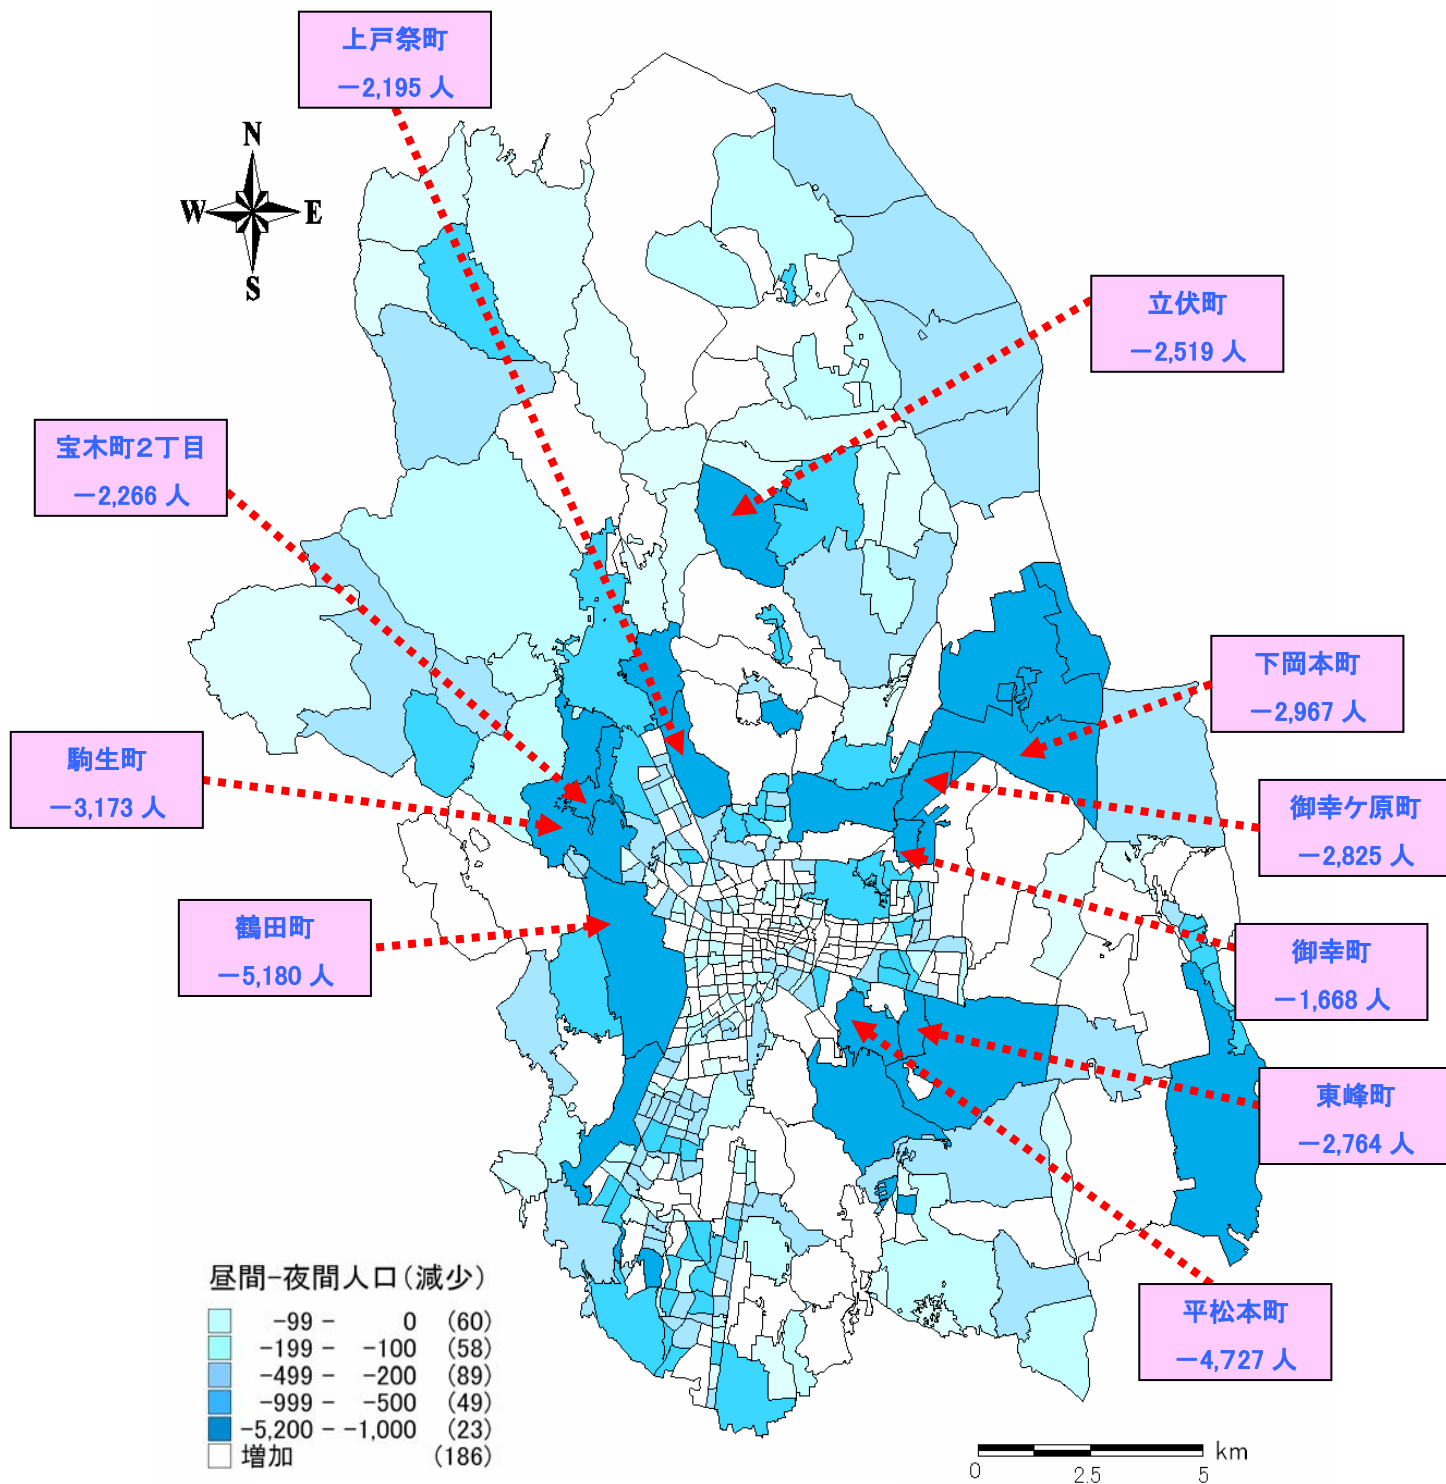 上戸祭町
－2,195 人
N
W
E
S
立伏町
－2,519 人
宝木町２丁目
－2,266 人
下岡本町
－2,967 人
駒生町
－3,173 人
御幸ケ原町
－2,825 人
鶴田町
－5,180 人
御幸町
－1,668 人
東峰町
－2,764 人
平松本町
－4,727 人
昼間-夜間人口(減少)
-99 - 0 (60)
-199 - -100 (58)
-499 - -200 (89)
-999 - -500 (49)
-5,200 - -1,000 (23)
増加 (186)
km
0 2.5 5